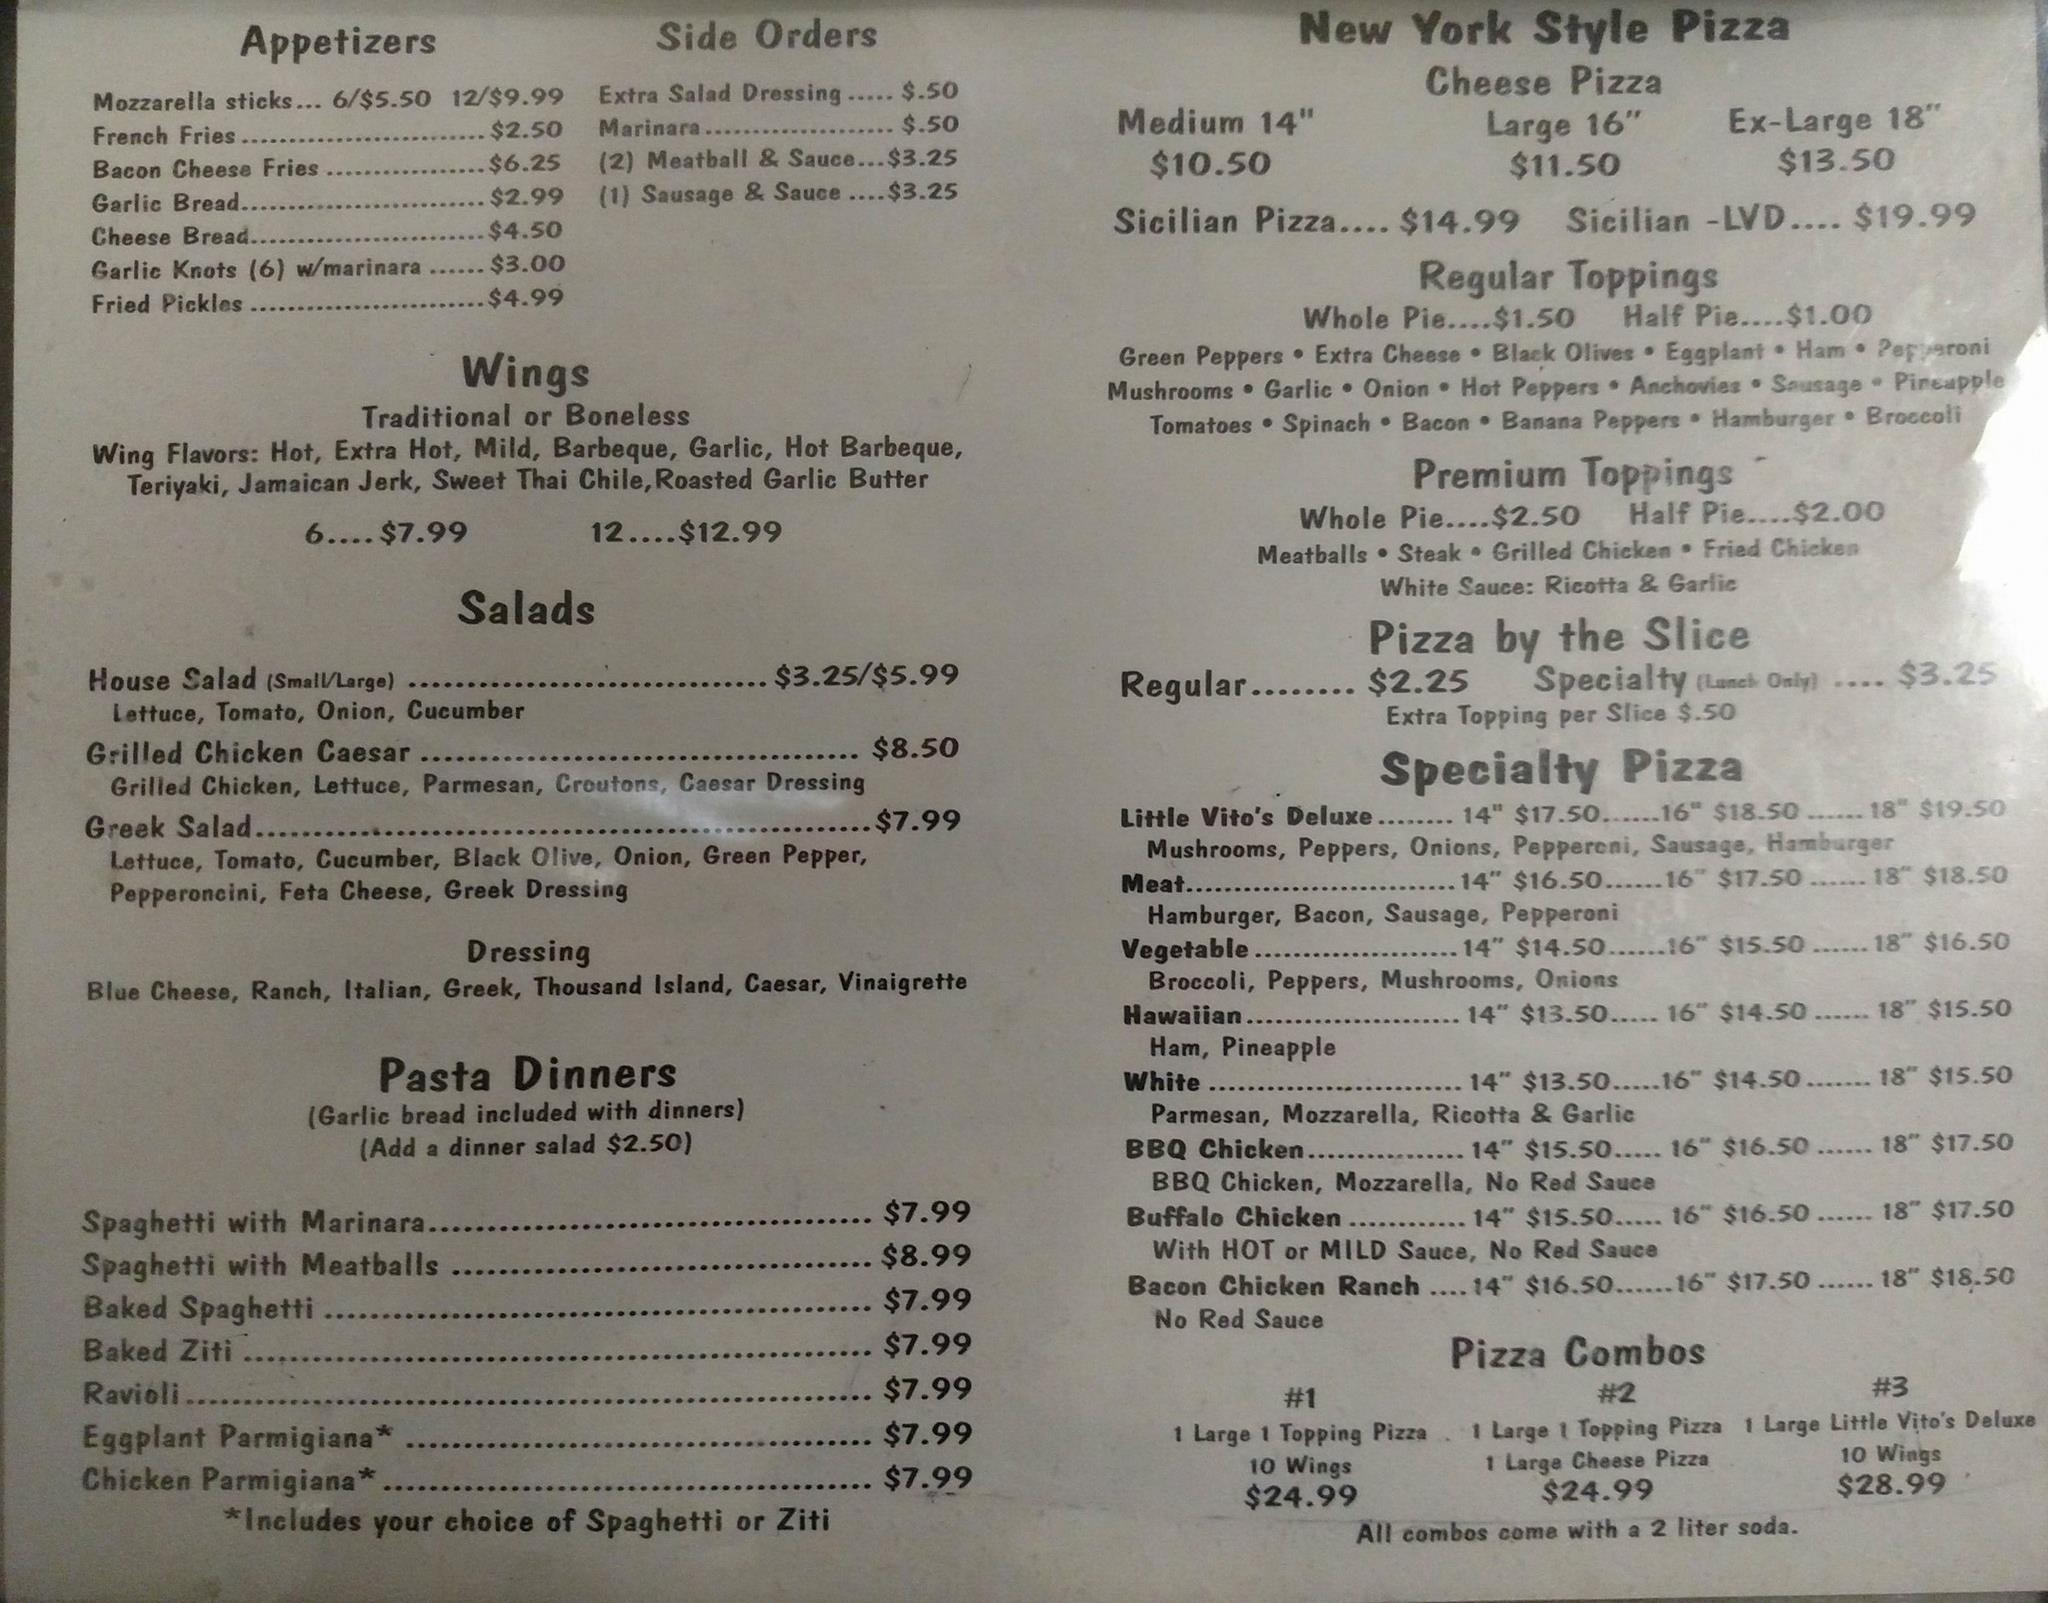 Appetizers
Mozzarella sticks... 6/$5.50 12/$9.99
French Fries .......................... $2.50
Bacon Cheese Fries ................. $6.25
Garlic Bread.......................... $2.99
Cheese Bread......................... $4.50
Garlic Knots (6) w/marinara ...... $3.00
Fried Pickles ......................... $4.99
Side Orders
Extra Salad Dressing ..... $.50
Marinara.................... $.50
(2) Meatball & Sauce...$3.25
(1) Sausage & Sauce ....$3.25
Wings
Traditional or Boneless
Wing Flavors: Hot, Extra Hot, Mild, Barbeque, Garlic, Hot Barbeque,
Teriyaki, Jamaican Jerk, Sweet Thai Chile,Roasted Garlic Butter
6....$7.99 12....$12.99
Salads
House Salad (Small/Large) ............................... $3.25/$5.99
Lettuce, Tomato, Onion, Cucumber
Grilled Chicken Caesar ..................................... $8.50
Grilled Chicken, Lettuce, Parmesan, Croutons, Caesar Dressing
Greek Salad.....................................................$7.99
Lettuce, Tomato, Cucumber, Black Olive, Onion, Green Pepper,
Pepperoncini, Feta Cheese, Greek Dressing
Dressing
Blue Cheese, Ranch, Italian, Greek, Thousand Island, Caesar, Vinaigrette
Pasta Dinners
(Garlic bread included with dinners)
(Add a dinner salad $2.50)
Spaghetti with Marinara...................................... $7.99
Spaghetti with Meatballs .................................... $8.99
Baked Spaghetti ............................................... $7.99
Baked Ziti ...................................................... $7.99
Ravioli........................................................... $7.99
Eggplant Parmigiana* ........................................ $7.99
Chicken Parmigiana* .......................................... $7.99
*Includes your choice of Spaghetti or Ziti
New York Style Pizza
Cheese Pizza
Medium 14" Large 16" Ex-Large 18"
$10.50 $11.50 $13.50
Sicilian Pizza.... $14.99 Sicilian -LVD.... $19.99
Regular Toppings
Whole Pie....$1.50 Half Pie....$1.00
Green Peppers • Extra Cheese • Black Olives • Eggplant • Ham • Pepperoni
Mushrooms • Garlic • Onion • Hot Peppers • Anchovies • Sausage • Pineapple
Tomatoes • Spinach • Bacon • Banana Peppers • Hamburger • Broccoli
Premium Toppings
Whole Pie....$2.50 Half Pie....$2.00
Meatballs • Steak • Grilled Chicken • Fried Chicken
White Sauce: Ricotta & Garlic
Pizza by the Slice
Regular........ $2.25 Specialty (Lunch Only) .... $3.25
Extra Topping per Slice $.50
Specialty Pizza
Little Vito's Deluxe........ 14" $17.50......16" $18.50 ...... 18" $19.50
Mushrooms, Peppers, Onions, Pepperoni, Sausage, Hamburger
Meat............................14" $16.50......16" $17.50 ...... 18" $18.50
Hamburger, Bacon, Sausage, Pepperoni
Vegetable .....................14" $14.50......16" $15.50 ...... 18" $16.50
Broccoli, Peppers, Mushrooms, Onions
Hawaiian...................... 14" $13.50..... 16" $14.50 ...... 18" $15.50
Ham, Pineapple
White .......................... 14" $13.50.....16" $14.50 ....... 18" $15.50
Parmesan, Mozzarella, Ricotta & Garlic
BBQ Chicken................ 14" $15.50..... 16" $16.50 ...... 18" $17.50
BBQ Chicken, Mozzarella, No Red Sauce
Buffalo Chicken ............ 14" $15.50..... 16" $16.50 ...... 18" $17.50
With HOT or MILD Sauce, No Red Sauce
Bacon Chicken Ranch ....14" $16.50......16" $17.50 ...... 18" $18.50
No Red Sauce
Pizza Combos
#1 #2 #3
1 Large 1 Topping Pizza 1 Large 1 Topping Pizza 1 Large Little Vito's Deluxe
10 Wings 1 Large Cheese Pizza 10 Wings
$24.99 $24.99 $28.99
All combos come with a 2 liter soda.